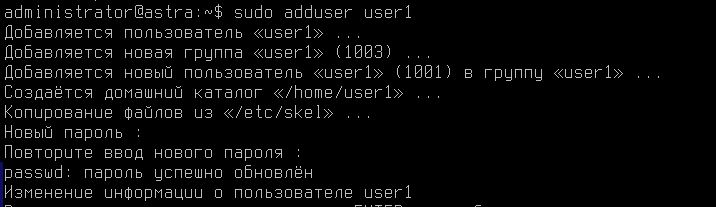 administrator@astra:~$ sudo adduser user1
Добавляется пользователь «user1» ...
Добавляется новая группа «user1» (1003) ...
Добавляется новый пользователь «user1» (1001) в группу «user1» ...
Создаётся домашний каталог «/home/user1» ...
Копирование файлов из «/etc/skel» ...
Новый пароль :
Повторите ввод нового пароля :
passwd: пароль успешно обновлён
Изменение информации о пользователе user1